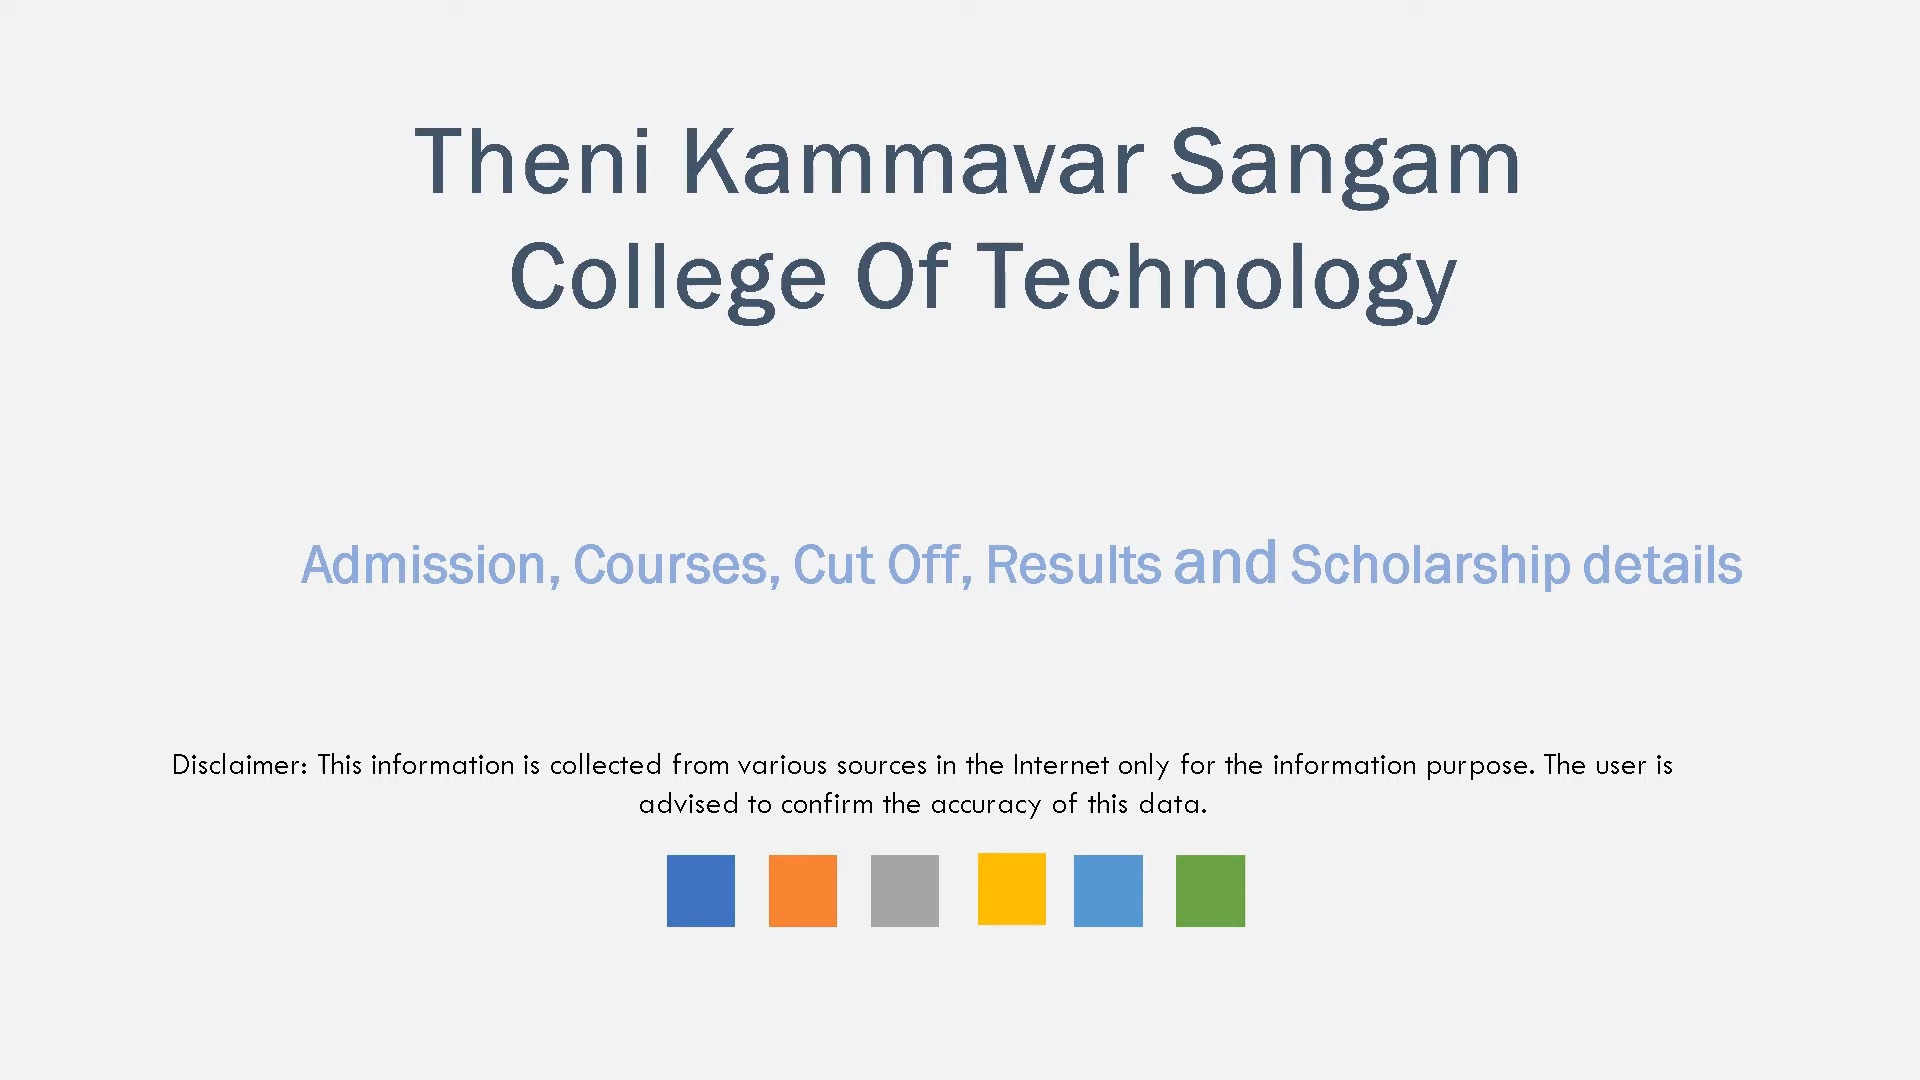 Theni Kammavar Sangam
College Of Technology
Admission, Courses, Cut Off, Results and Scholarship details
Disclaimer: This information is collected from various sources in the Internet only for the information purpose. The user is
advised to confirm the accuracy of this data.